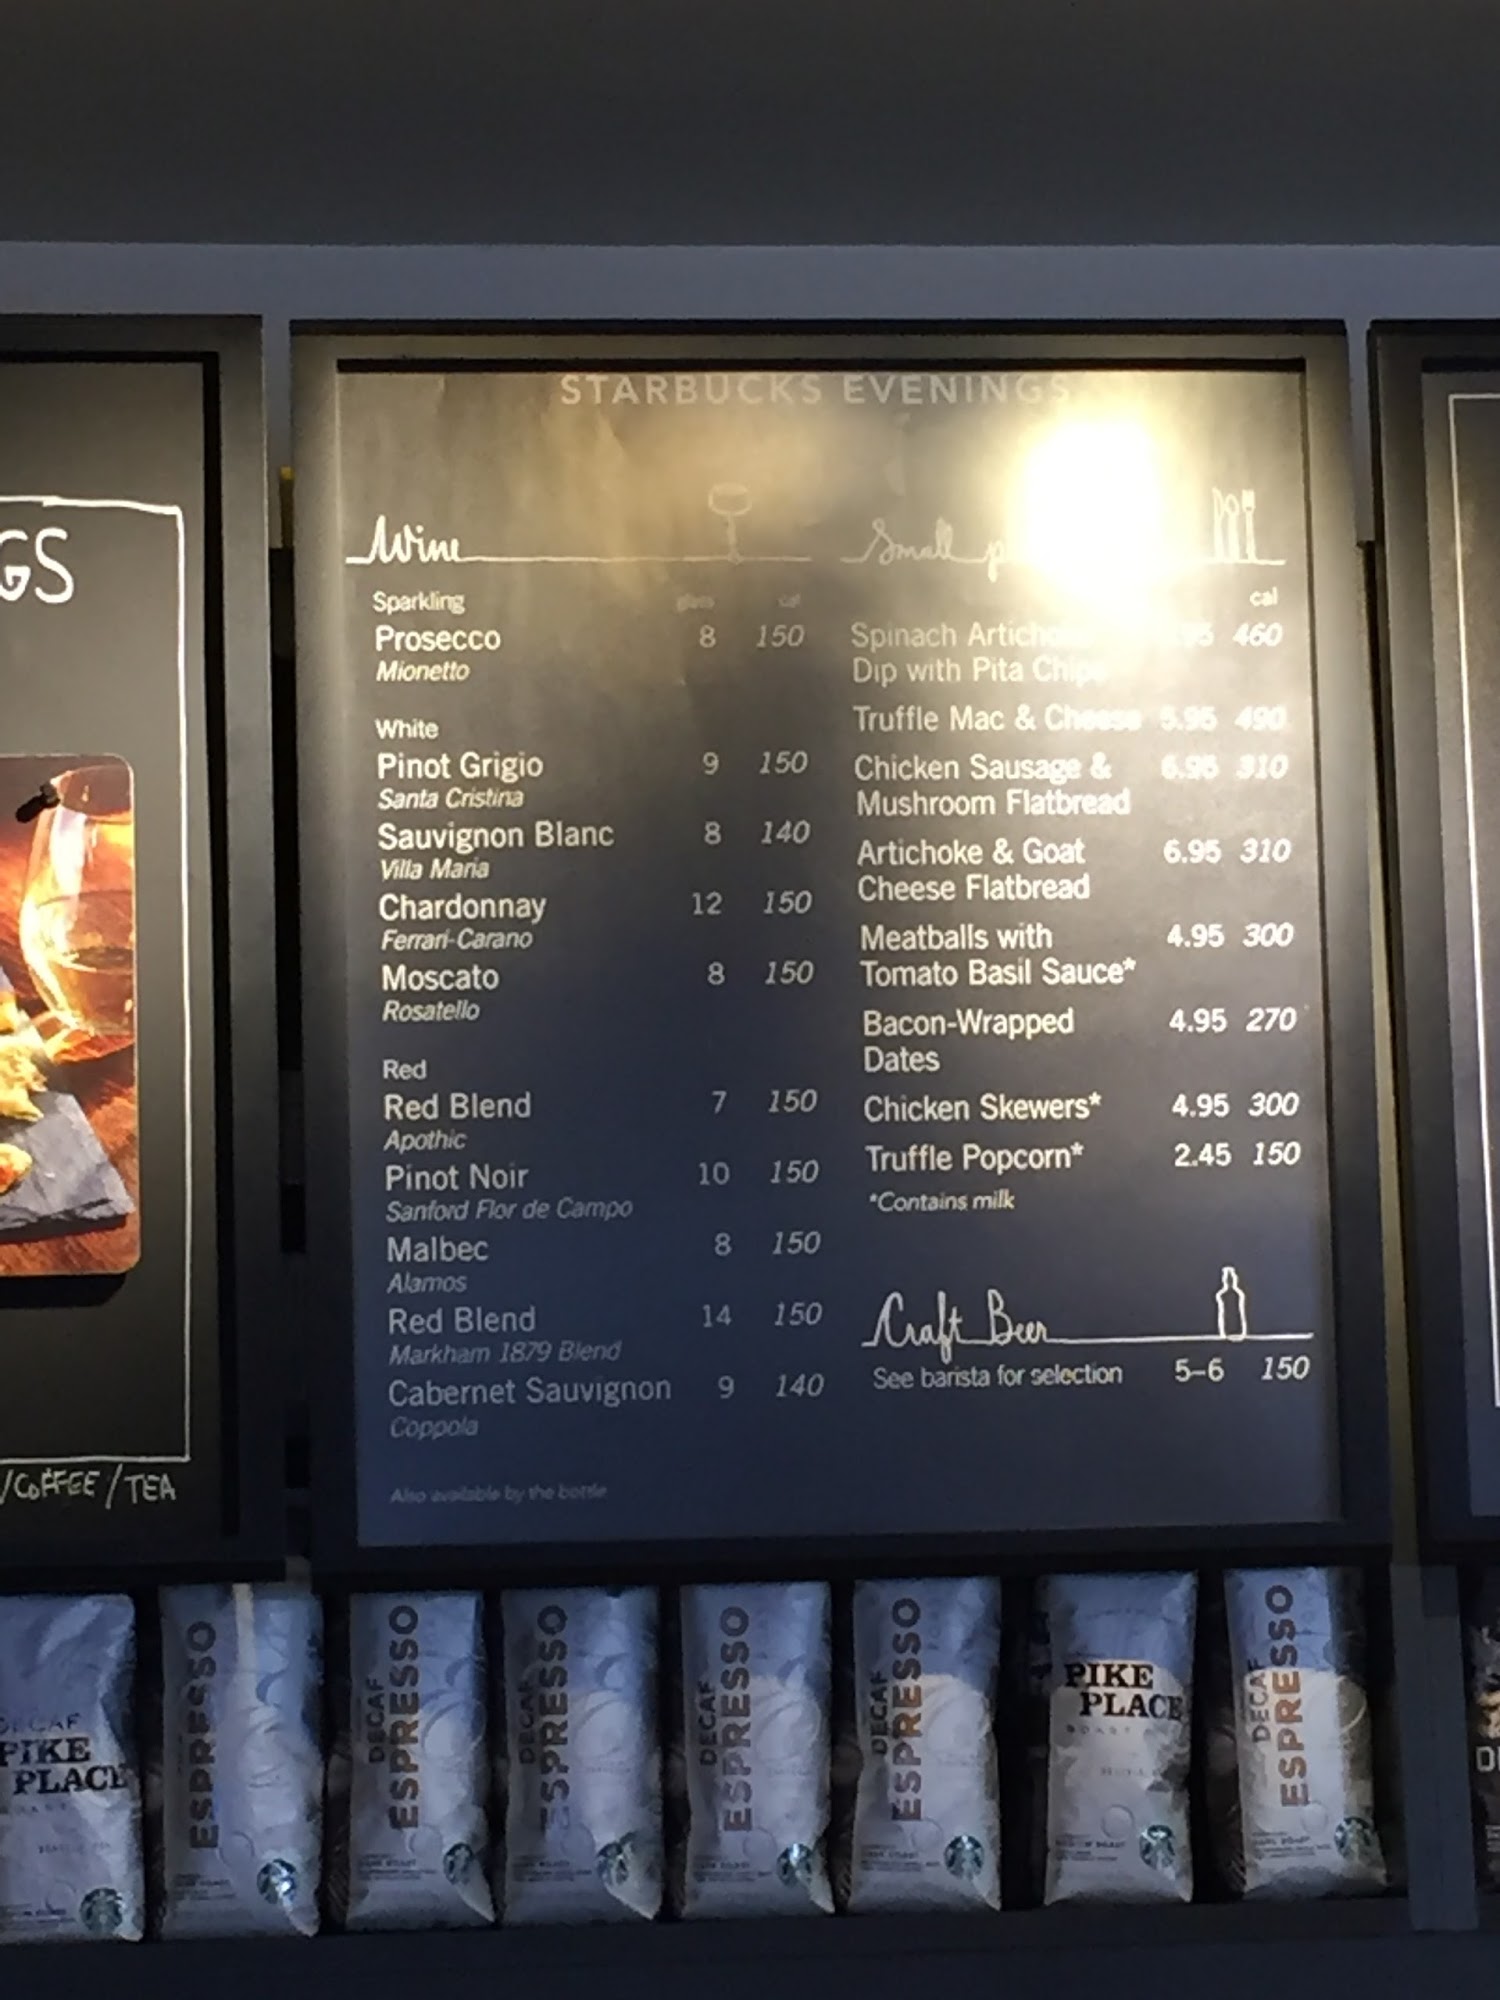 GS
/COFFEE/TEA
STARBUCKS EVENINGS
Wine
Sparkling glass cal
Prosecco 8 150
Mionetto
White
Pinot Grigio 9 150
Santa Cristina
Sauvignon Blanc 8 140
Villa Maria
Chardonnay 12 150
Ferrari-Carano
Moscato 8 150
Rosatello
Red
Red Blend 7 150
Apothic
Pinot Noir 10 150
Sanford Flor de Campo
Malbec 8 150
Alamos
Red Blend 14 150
Markham 1879 Blend
Cabernet Sauvignon 9 140
Coppola
Also available by the bottle
Small
cal
Spinach 460
Dip with Pita Chips
Truffle Mac & Cheese 5.95 490
Chicken Sausage & 6.95 310
Mushroom Flatbread
Artichoke & Goat 6.95 310
Cheese Flatbread
Meatballs with 4.95 300
Tomato Basil Sauce*
Bacon-Wrapped 4.95 270
Dates
Chicken Skewers* 4.95 300
Truffle Popcorn* 2.45 150
*Contains milk
Craft Beer
See barista for selection 5–6 150
DECAF
PIKE
PLACE
ESPRESSO
DECAF
ESPRESSO
DECAF
ESPRESSO
DECAF
ESPRESSO
DECAF
ESPRESSO
PIKE
PLACE
DECAF
ESPRESSO